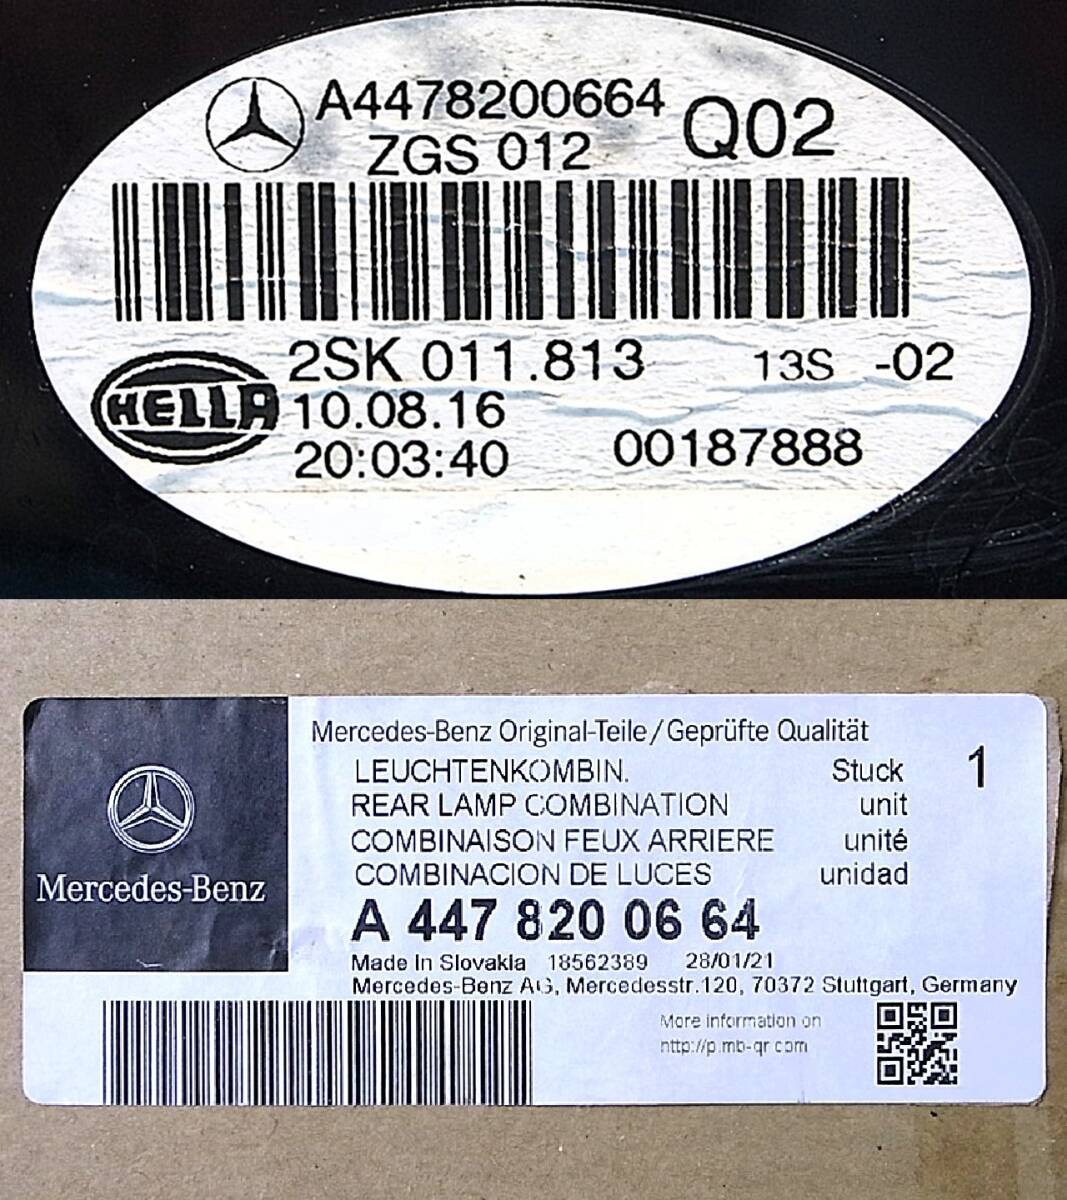 A4478200664 Q02
ZGS 012
HELLA
2SK 011.813 13S -02
10.08.16
20:03:40 00187888
Mercedes-Benz
Mercedes-Benz Original-Teile/Geprüfte Qualität
LEUCHTENKOMBIN. Stuck 1
REAR LAMP COMBINATION unit
COMBINAISON FEUX ARRIERE unité
COMBINACION DE LUCES unidad
A 447 820 06 64
Made In Slovakia 18562389 28/01/21
Mercedes-Benz AG, Mercedesstr.120, 70372 Stuttgart, Germany
More information on
http://p.mb-qr.com